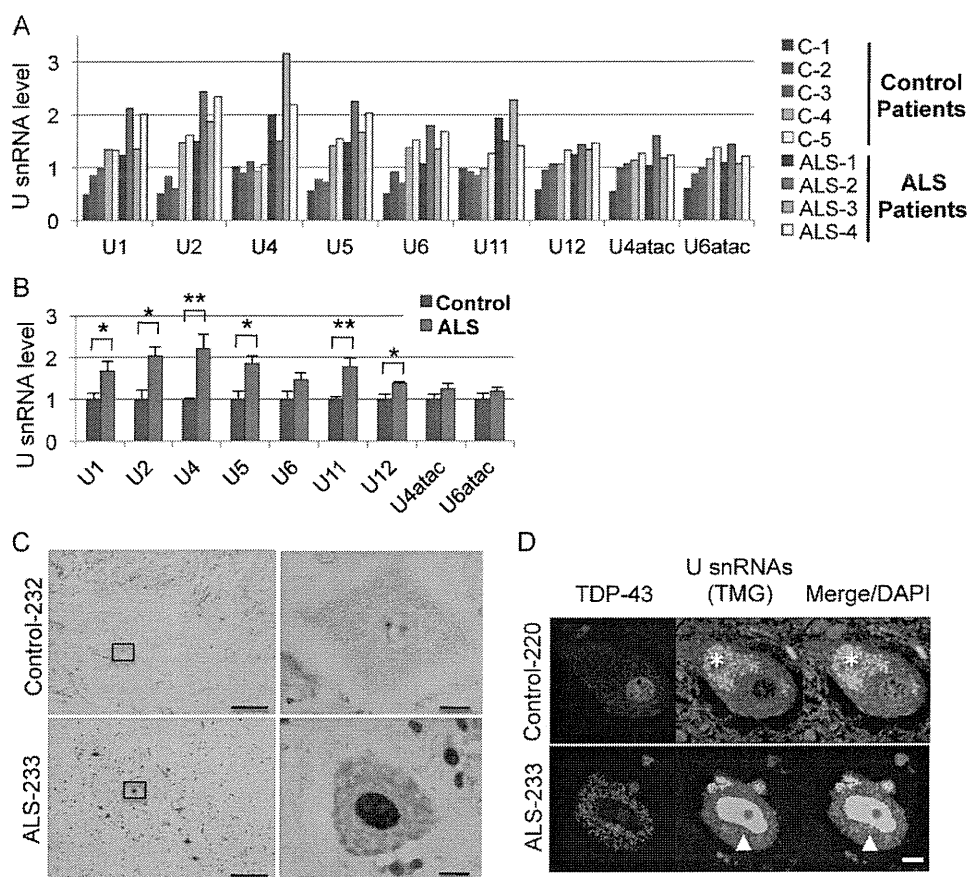 A
U snRNA level
3
2
1
0
U1 U2 U4 U5 U6 U11 U12 U4atac U6atac
C-1
C-2
C-3
C-4
C-5
Control
Patients
ALS-1
ALS-2
ALS-3
ALS-4
ALS
Patients
B
U snRNA level
3
2
1
0
* * ** * ** *
Control
ALS
U1 U2 U4 U5 U6 U11 U12 U4atac U6atac
C
Control-232
ALS-233
D
TDP-43
U snRNAs
(TMG)
Merge/DAPI
Control-220
* *
ALS-233